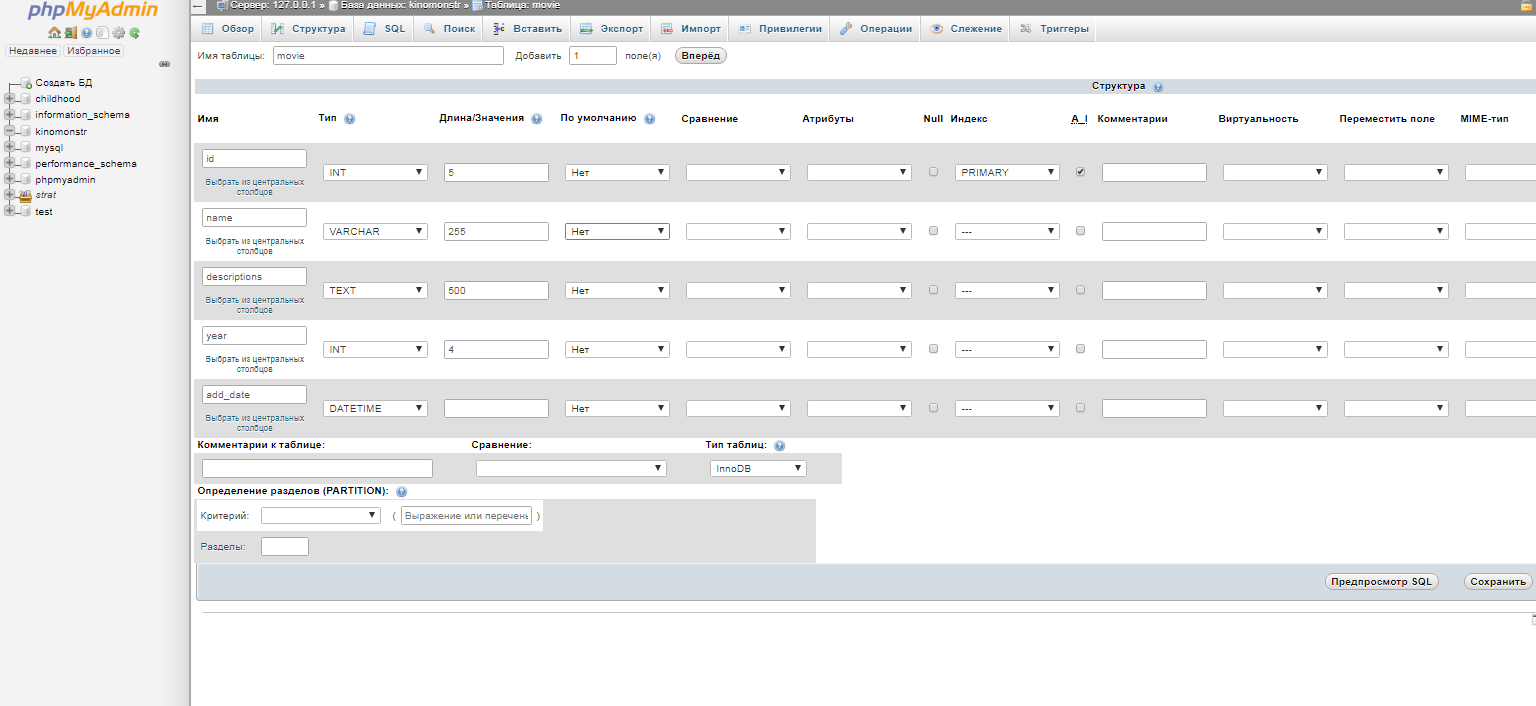 phpMyAdmin
Недавнее Избранное
Создать БД
childhood
information_schema
kinomonstr
mysql
performance_schema
phpmyadmin
strat
test
Сервер: 127.0.0.1 » База данных: kinomonstr » Таблица: movie
Обзор Структура SQL Поиск Вставить Экспорт Импорт Привилегии Операции Слежение Триггеры
Имя таблицы: movie Добавить 1 поле(я) Вперёд
Структура
Имя Тип Длина/Значения По умолчанию Сравнение Атрибуты Null Индекс A_I Комментарии Виртуальность Переместить поле MIME-тип
id
INT 5 Нет PRIMARY
Выбрать из центральных
столбцов
name
VARCHAR 255 Нет ---
Выбрать из центральных
столбцов
descriptions
TEXT 500 Нет ---
Выбрать из центральных
столбцов
year
INT 4 Нет ---
Выбрать из центральных
столбцов
add_date
DATETIME Нет ---
Выбрать из центральных
столбцов
Комментарии к таблице: Сравнение: Тип таблиц:
InnoDB
Определение разделов (PARTITION):
Критерий: ( Выражение или перечень )
Разделы:
Предпросмотр SQL Сохранить